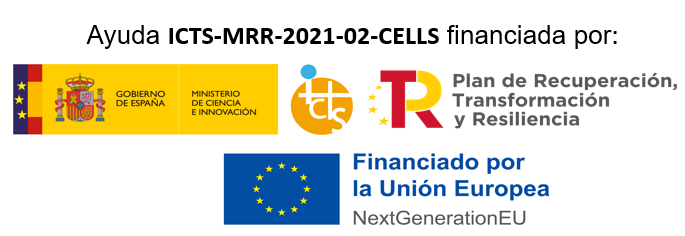 Ayuda ICTS-MRR-2021-02-CELLS financiada por:
GOBIERNO
DE ESPAÑA
MINISTERIO
DE CIENCIA
E INNOVACIÓN
icts
TR
Plan de Recuperación,
Transformación
y Resiliencia
Financiado por
la Unión Europea
NextGenerationEU